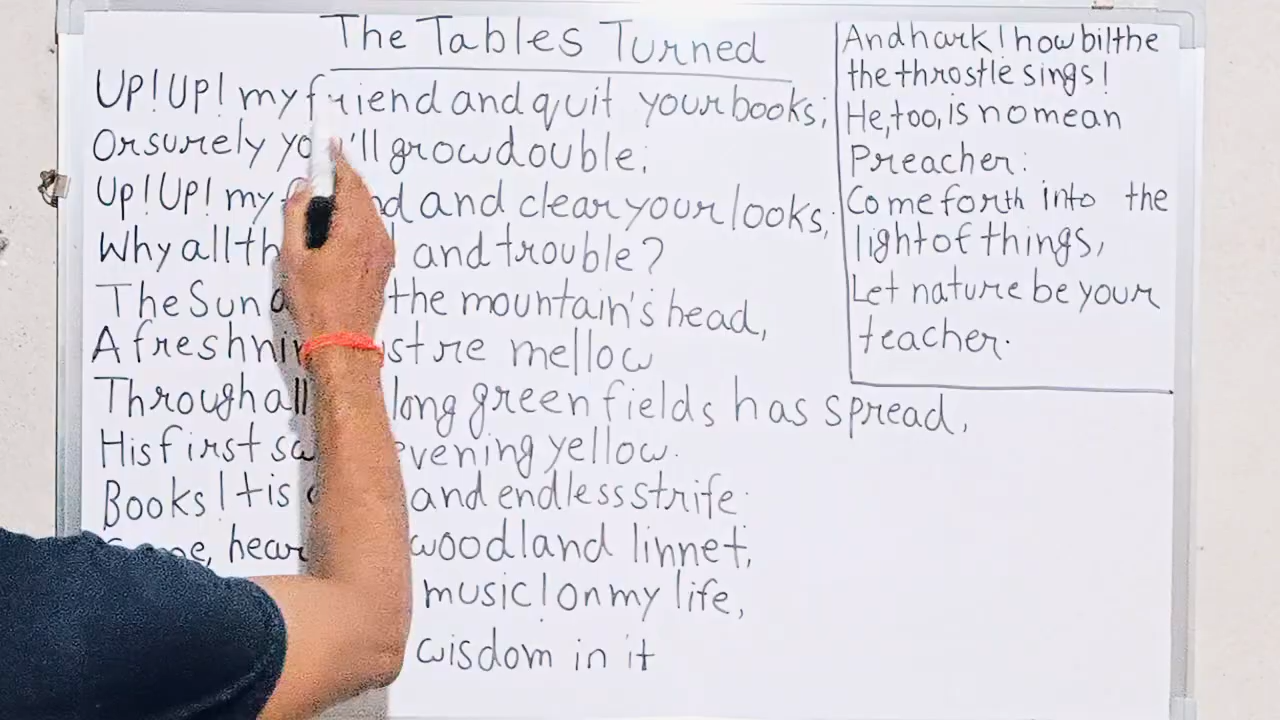 The Tables Turned
Up! Up! my friend and quit your books;
Or surely you'll grow double;
Up! Up! my and clear your looks;
Why all and trouble?
The Sun the mountain's head,
A freshning lustre mellow
Through all long green fields has spread,
His first evening yellow.
Books! tis and endless strife.
hear woodland linnet,
music! on my life,
wisdom in it
And hark! how bilthe
the throstle sings!
He, too, is no mean
Preacher:
Come forth into the
light of things,
Let nature be your
teacher.